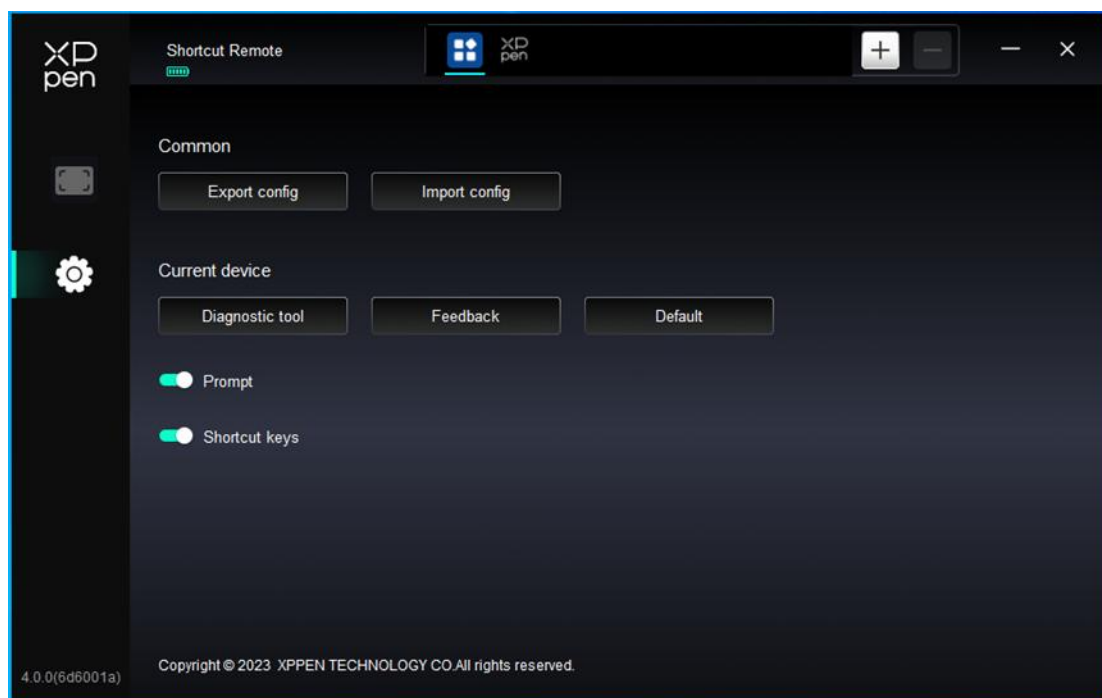 XP
pen
Shortcut Remote
XP
pen
Common
Export config
Import config
Current device
Diagnostic tool
Feedback
Default
Prompt
Shortcut keys
Copyright © 2023 XPPEN TECHNOLOGY CO.All rights reserved.
4.0.0(6d6001a)